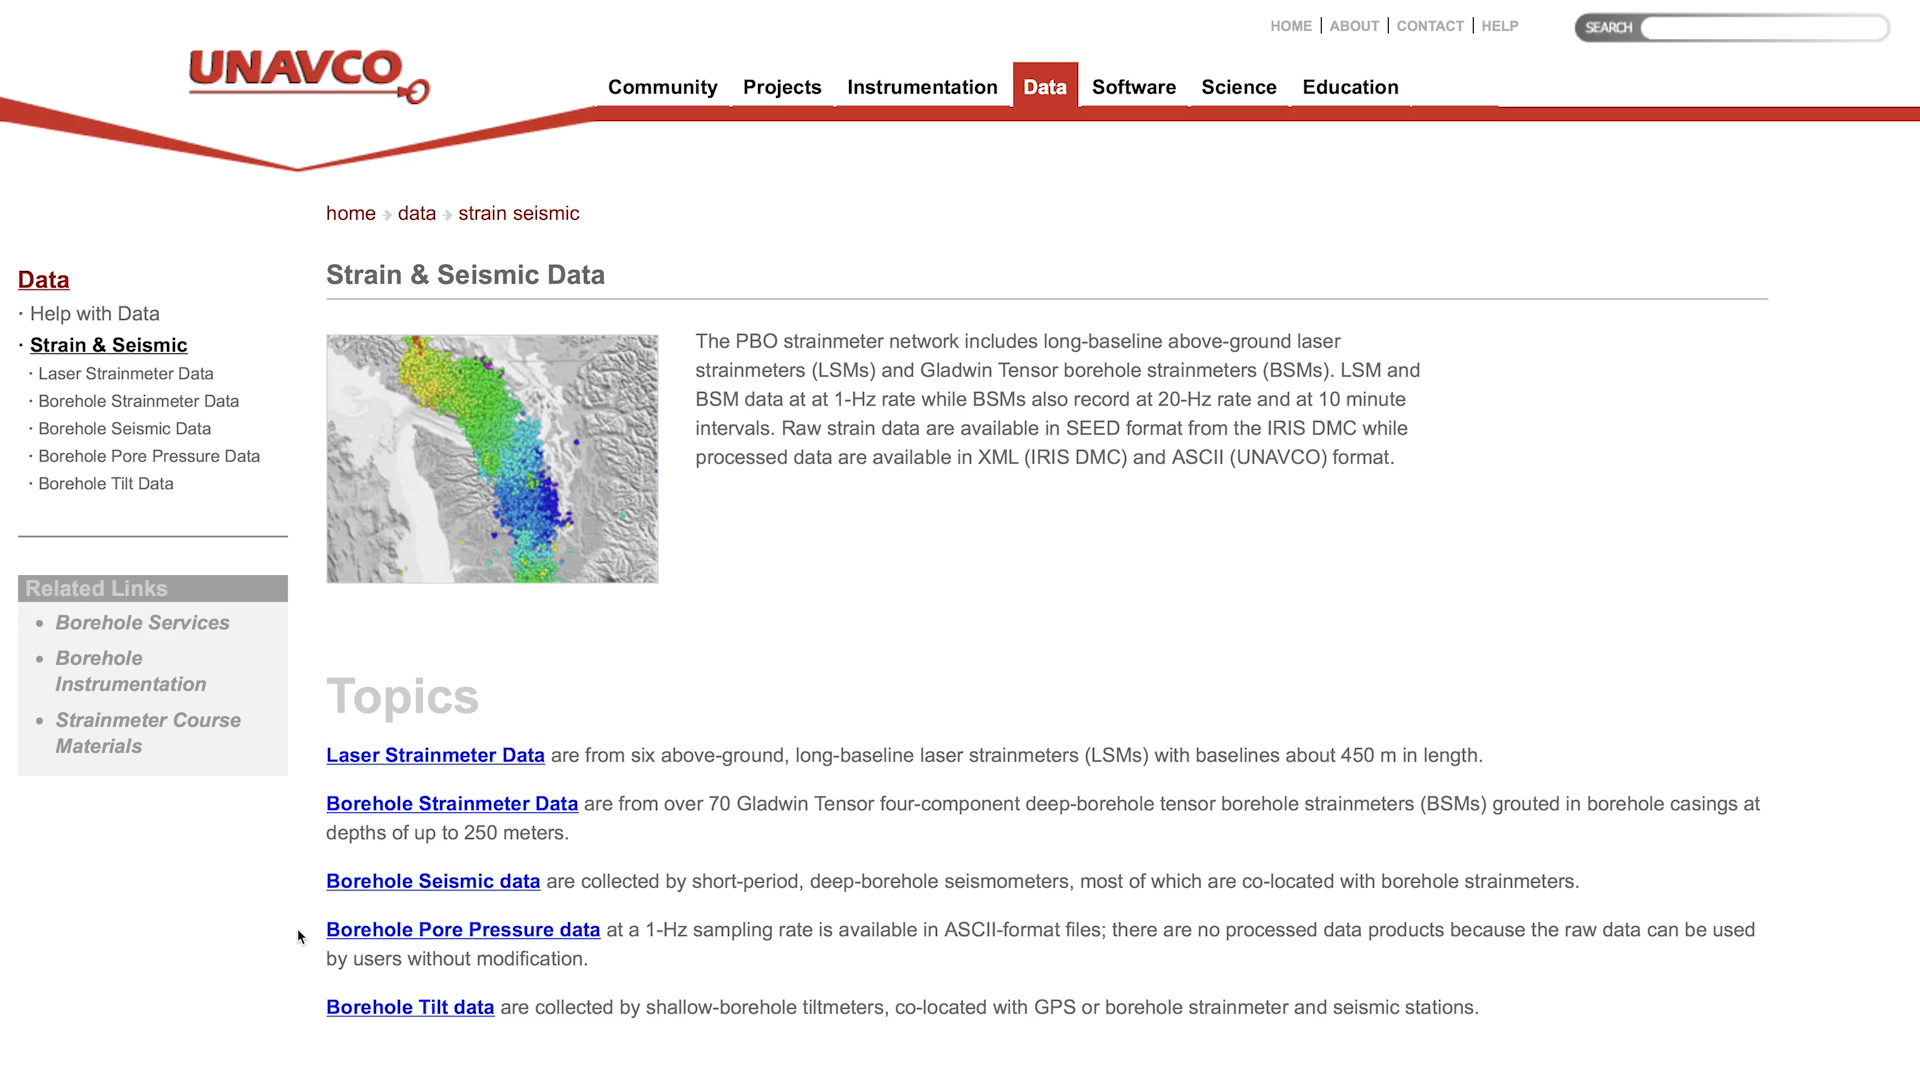 HOME | ABOUT | CONTACT | HELP
SEARCH
UNAVCO
Community Projects Instrumentation Data Software Science Education
home data strain seismic
Data
· Help with Data
· Strain & Seismic
· Laser Strainmeter Data
· Borehole Strainmeter Data
· Borehole Seismic Data
· Borehole Pore Pressure Data
· Borehole Tilt Data
Related Links
• Borehole Services
• Borehole
Instrumentation
• Strainmeter Course
Materials
Strain & Seismic Data
The PBO strainmeter network includes long-baseline above-ground laser
strainmeters (LSMs) and Gladwin Tensor borehole strainmeters (BSMs). LSM and
BSM data at at 1-Hz rate while BSMs also record at 20-Hz rate and at 10 minute
intervals. Raw strain data are available in SEED format from the IRIS DMC while
processed data are available in XML (IRIS DMC) and ASCII (UNAVCO) format.
Topics
Laser Strainmeter Data are from six above-ground, long-baseline laser strainmeters (LSMs) with baselines about 450 m in length.
Borehole Strainmeter Data are from over 70 Gladwin Tensor four-component deep-borehole tensor borehole strainmeters (BSMs) grouted in borehole casings at
depths of up to 250 meters.
Borehole Seismic data are collected by short-period, deep-borehole seismometers, most of which are co-located with borehole strainmeters.
Borehole Pore Pressure data at a 1-Hz sampling rate is available in ASCII-format files; there are no processed data products because the raw data can be used
by users without modification.
Borehole Tilt data are collected by shallow-borehole tiltmeters, co-located with GPS or borehole strainmeter and seismic stations.